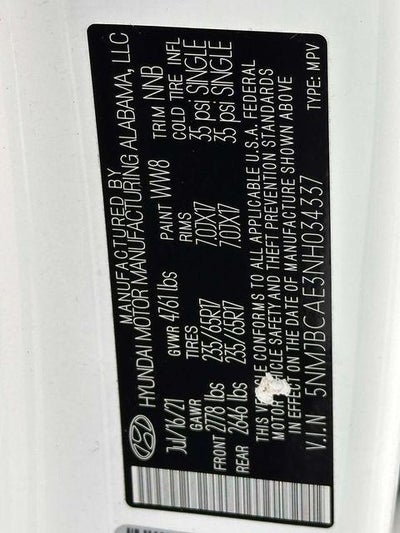 MANUFACTURED BY
HYUNDAI MOTOR MANUFACTURING ALABAMA, LLC
Jul/16/21 GVWR 4761 lbs PAINT WW8 TRIM NNB
GAWR TIRES RIMS COLD TIRE INFL
FRONT 2778 lbs 235/65R17 7.0JX17 35 psi SINGLE
REAR 2646 lbs 235/65R17 7.0JX17 35 psi SINGLE
THIS VEHICLE CONFORMS TO ALL APPLICABLE U.S.A. FEDERAL
MOTOR VEHICLE SAFETY AND THEFT PREVENTION STANDARDS
IN EFFECT ON THE DATE OF MANUFACTURE SHOWN ABOVE
V.I.N 5NMJBCAE3NH034337 TYPE: MPV